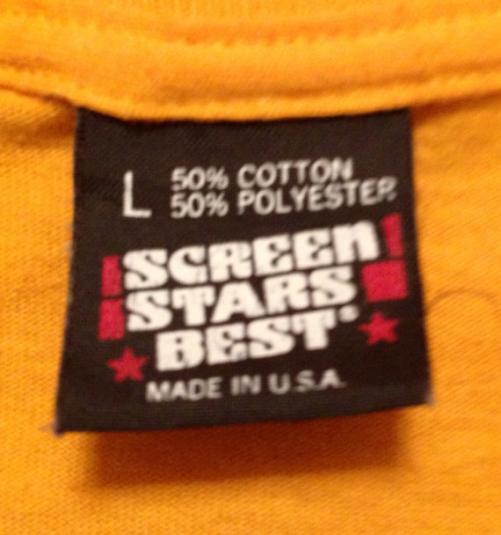 L 50% COTTON
50% POLYESTER
SCREEN
STARS
BEST®
MADE IN U.S.A.